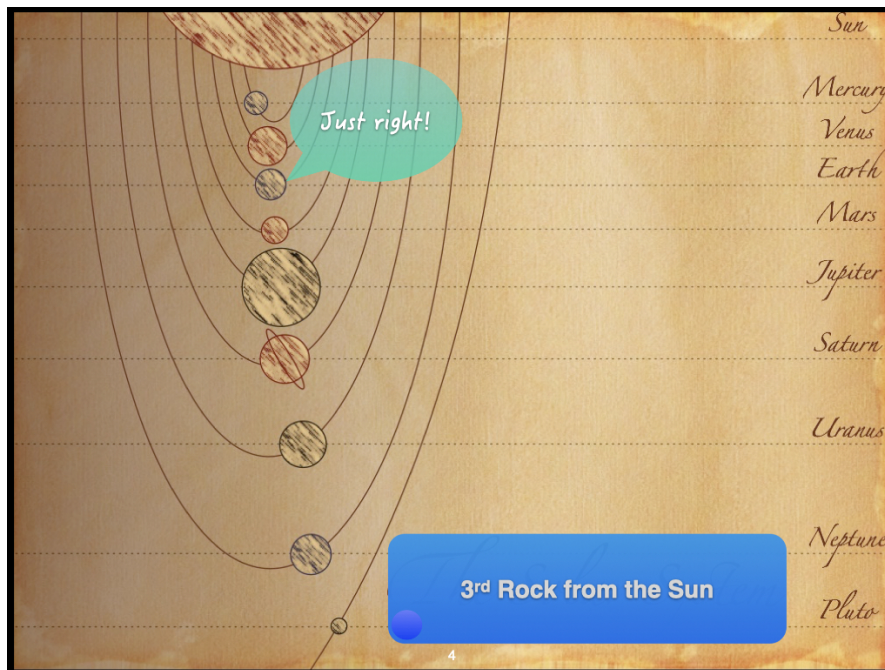 Sun
Mercury
Just right!
Venus
Earth
Mars
Jupiter
Saturn
Uranus
Neptune
3rd Rock from the Sun
Pluto
4